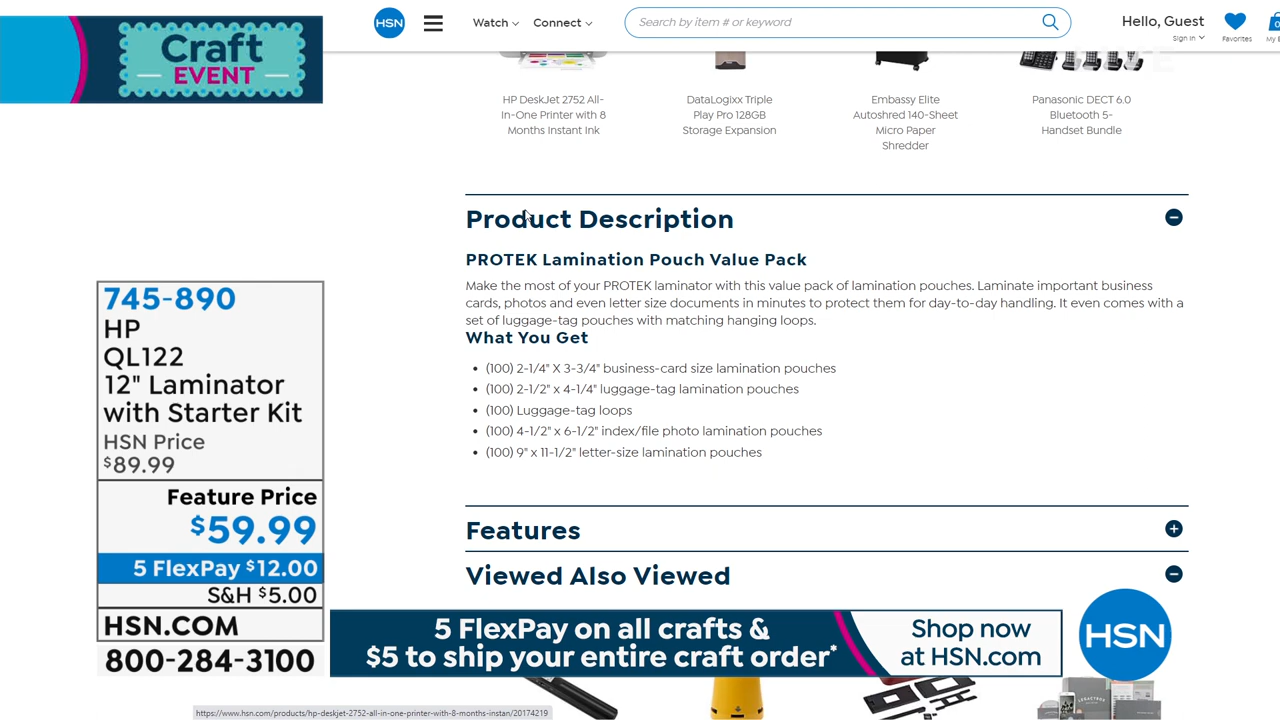 Craft
EVENT
HSN
Watch
Connect
Search by item # or keyword
Hello, Guest
Sign In
Favorites
HP DeskJet 2752 All-
In-One Printer with 8
Months Instant Ink
DataLogixx Triple
Play Pro 128GB
Storage Expansion
Embassy Elite
Autoshred 140-Sheet
Micro Paper
Shredder
Panasonic DECT 6.0
Bluetooth 5-
Handset Bundle
Product Description
PROTEK Lamination Pouch Value Pack
Make the most of your PROTEK laminator with this value pack of lamination pouches. Laminate important business
cards, photos and even letter size documents in minutes to protect them for day-to-day handling. It even comes with a
set of luggage-tag pouches with matching hanging loops.
What You Get
• (100) 2-1/4" X 3-3/4" business-card size lamination pouches
• (100) 2-1/2" x 4-1/4" luggage-tag lamination pouches
• (100) Luggage-tag loops
• (100) 4-1/2" x 6-1/2" index/file photo lamination pouches
• (100) 9" x 11-1/2" letter-size lamination pouches
Features
Viewed Also Viewed
745-890
HP
QL122
12" Laminator
with Starter Kit
HSN Price
$89.99
Feature Price
$59.99
5 FlexPay $12.00
S&H $5.00
HSN.COM
800-284-3100
5 FlexPay on all crafts &
$5 to ship your entire craft order*
Shop now
at HSN.com
HSN
https://www.hsn.com/products/hp-deskjet-2752-all-in-one-printer-with-8-months-instan/20174219